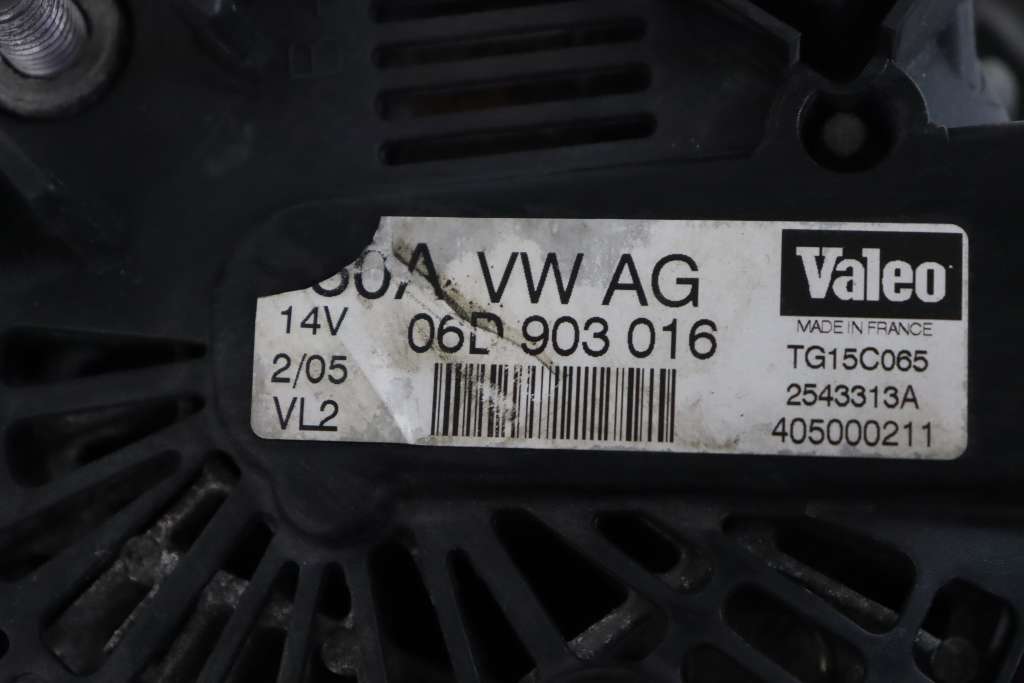 VW AG
14V
06D 903 016
2/05
VL2
Valeo
MADE IN FRANCE
TG15C065
2543313A
405000211